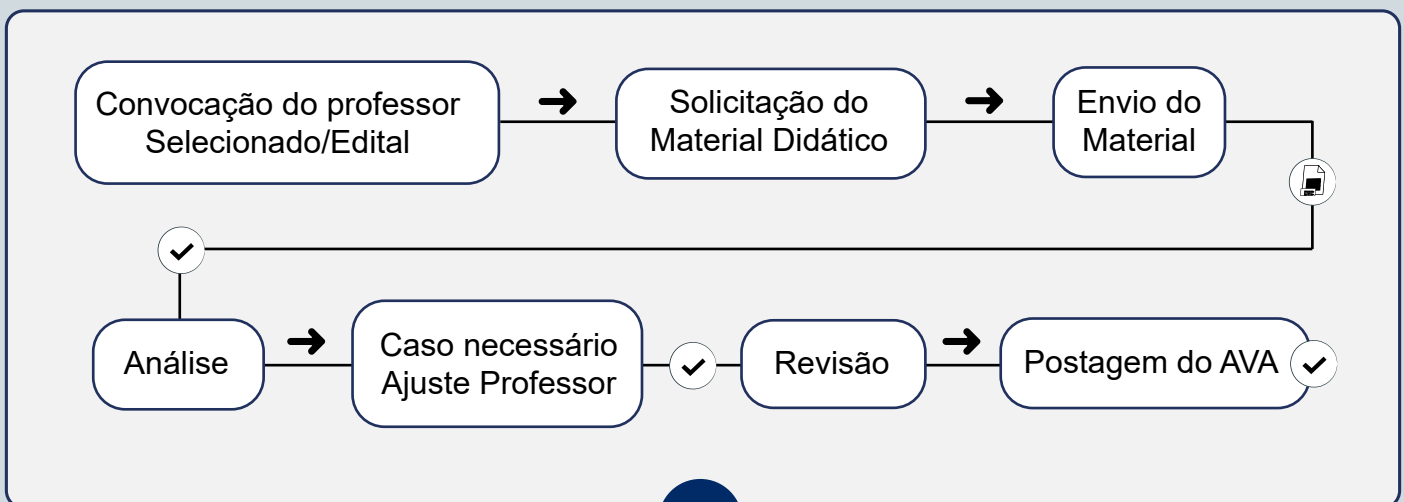 Convocação do professor
Selecionado/Edital
Solicitação do
Material Didático
Envio do
Material
Análise
Caso necessário
Ajuste Professor
Revisão
Postagem do AVA